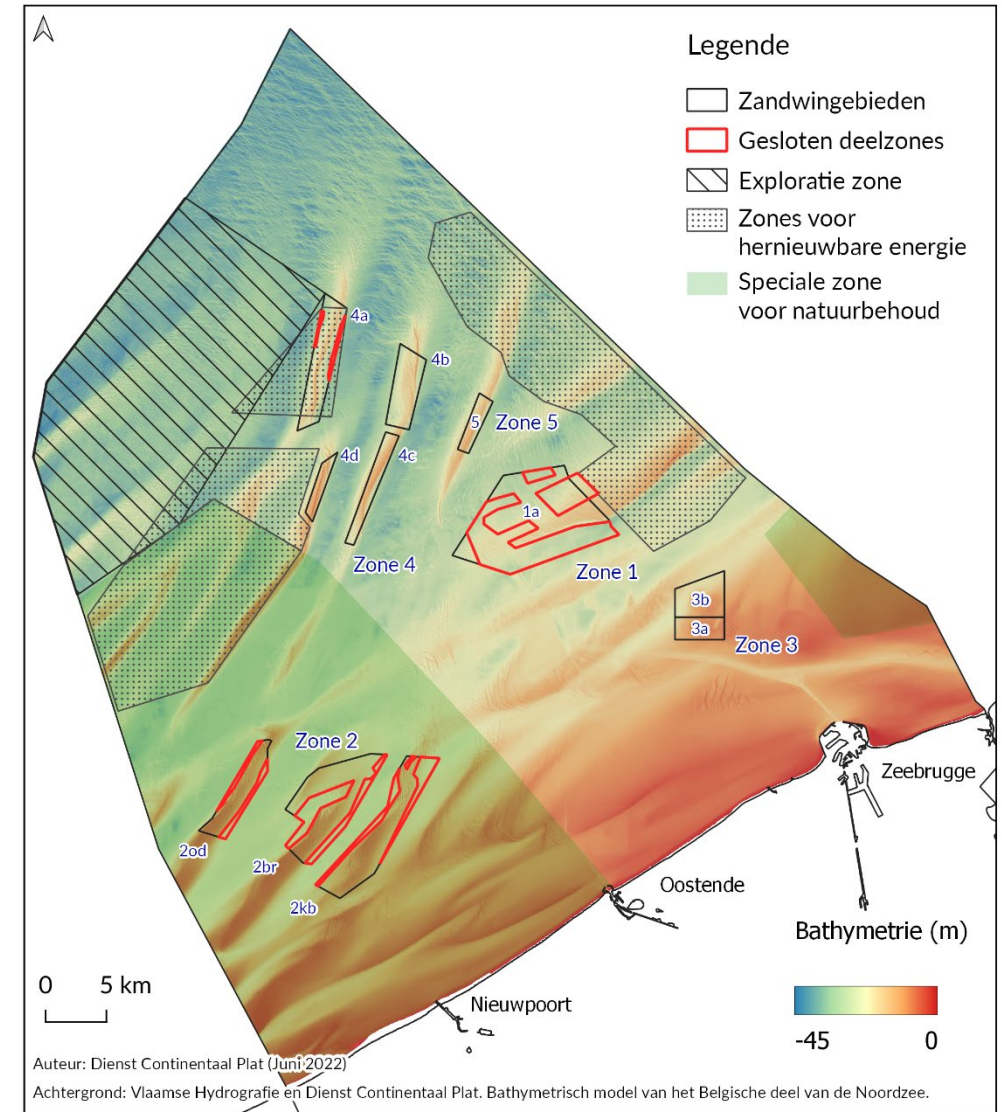 Legende
Zandwingebieden
Gesloten deelzones
Exploratie zone
Zones voor
hernieuwbare energie
Speciale zone
voor natuurbehoud
4a
4b
5
Zone 5
4d
4c
1a
Zone 4
Zone 1
3b
3a
Zone 3
Zone 2
Zeebrugge
2od
2br
2kb
Oostende
Bathymetrie (m)
0 5 km
Nieuwpoort
-45 0
Auteur: Dienst Continentaal Plat (Juni 2022)
Achtergrond: Vlaamse Hydrografie en Dienst Continentaal Plat. Bathymetrisch model van het Belgische deel van de Noordzee.